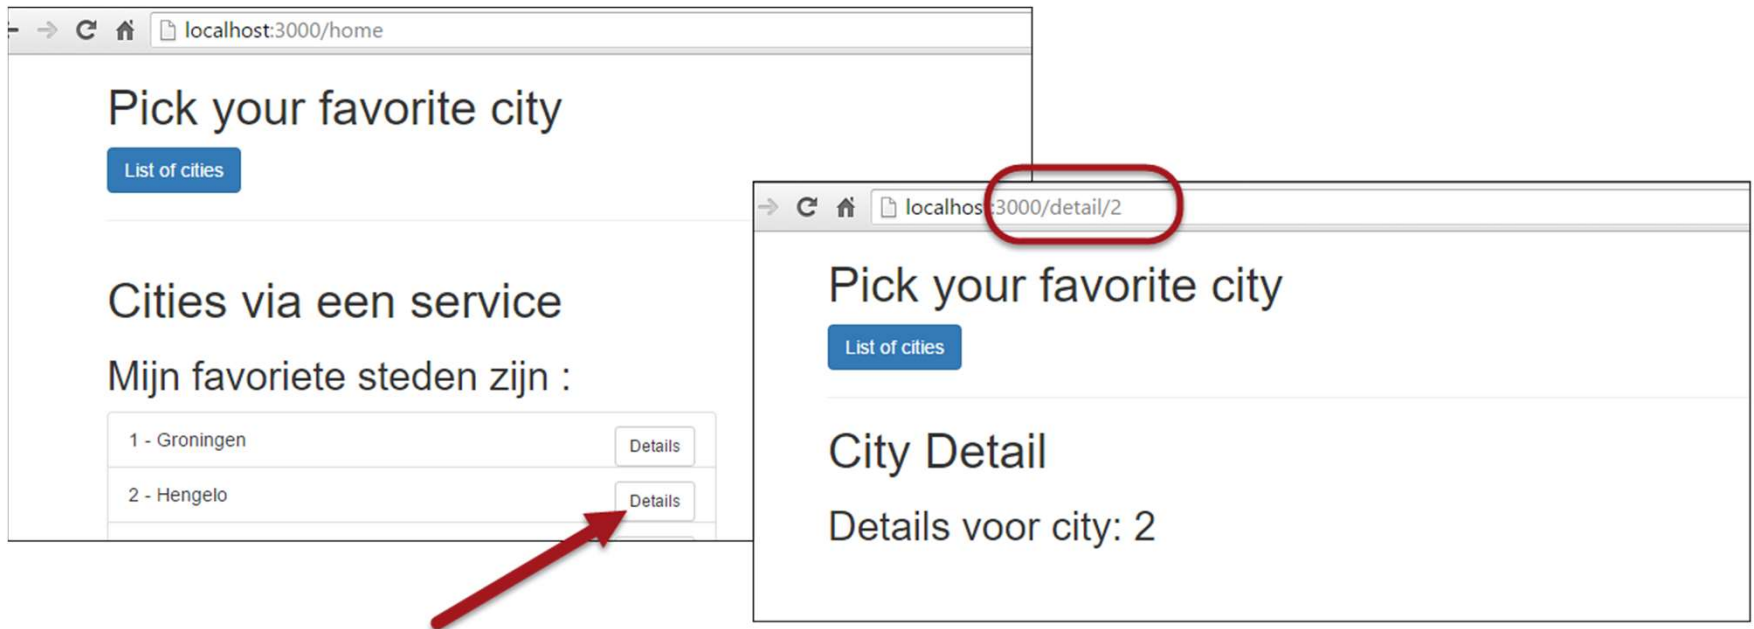 localhost:3000/home
Pick your favorite city
List of cities
Cities via een service
Mijn favoriete steden zijn :
1 - Groningen
Details
2 - Hengelo
Details
localhost:3000/detail/2
Pick your favorite city
List of cities
City Detail
Details voor city: 2